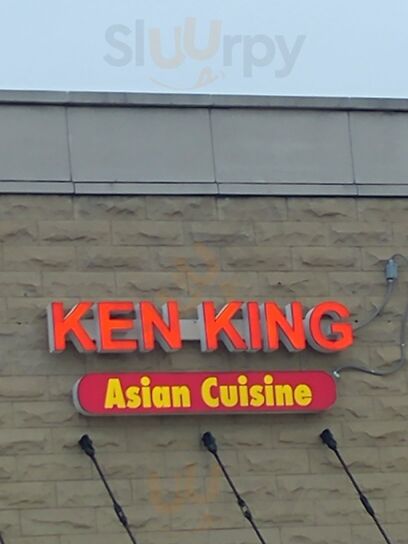 Sluurpy
KEN KING
Asian Cuisine